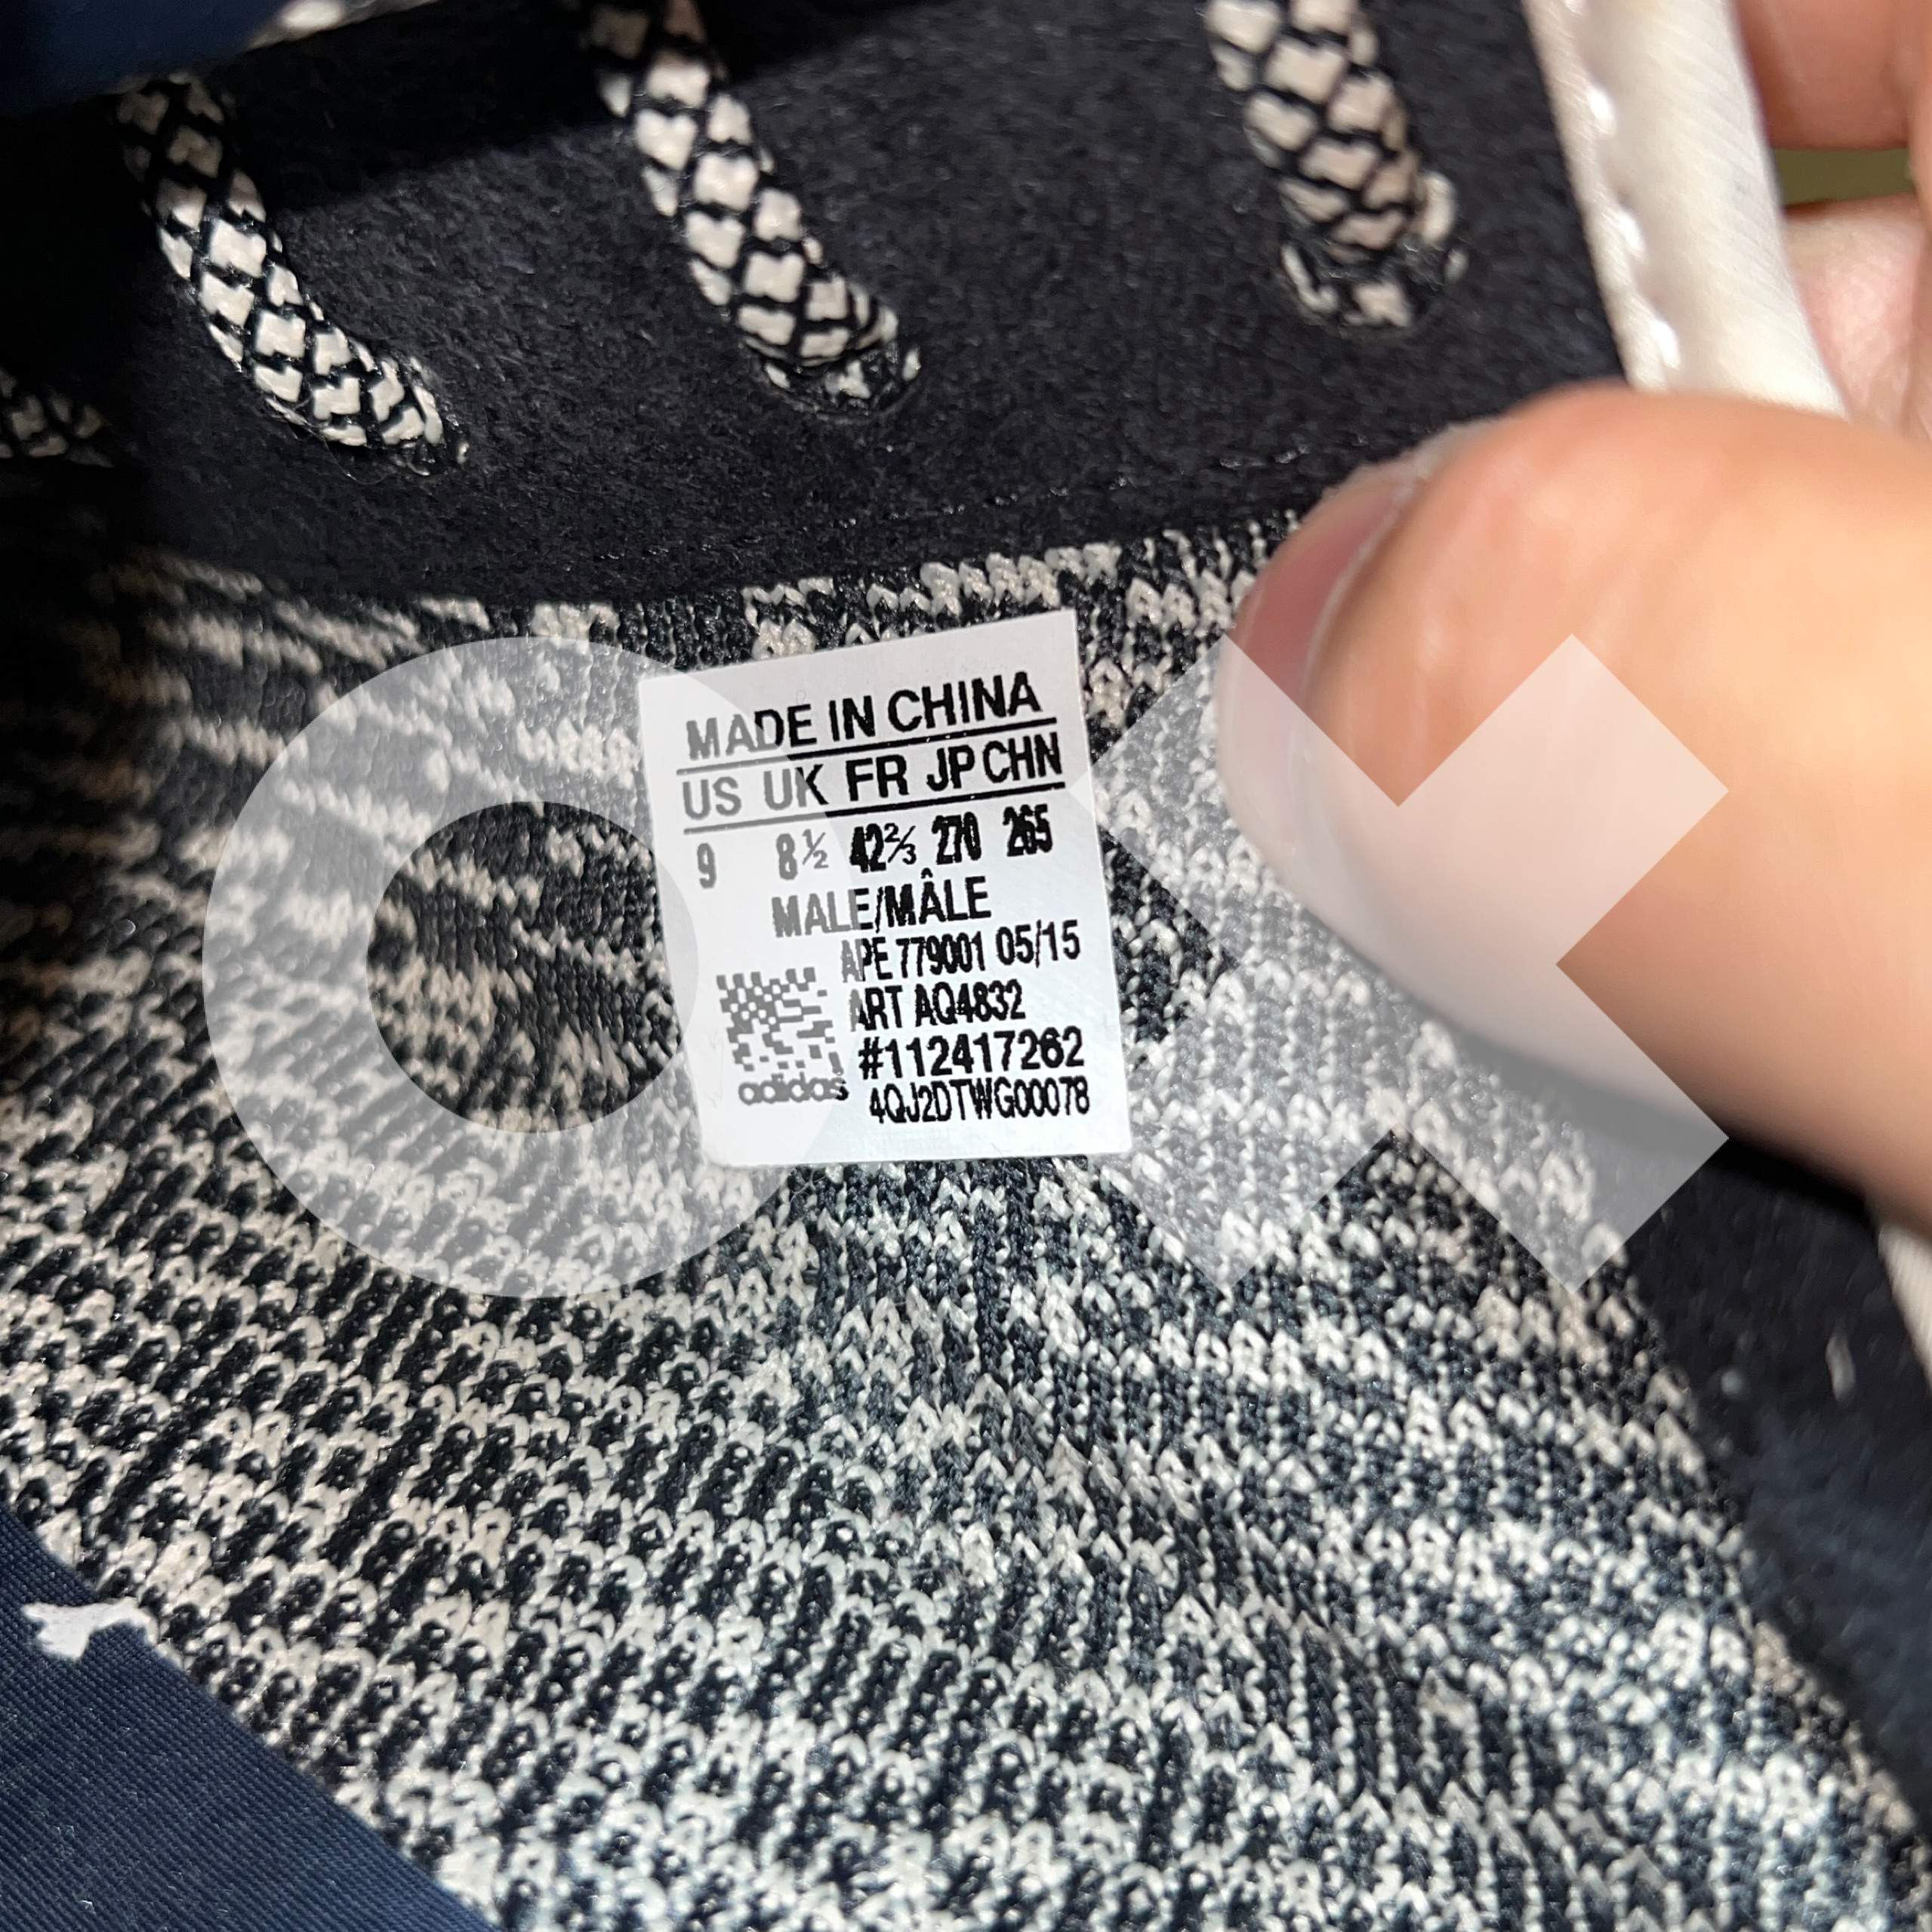 MADE IN CHINA
US UK FR JP CHN
9 8½ 42⅔ 270 265
MALE/MÂLE
APE 779001 05/15
ART AQ4832
#112417262
adidas
4QJ2DTWG00078